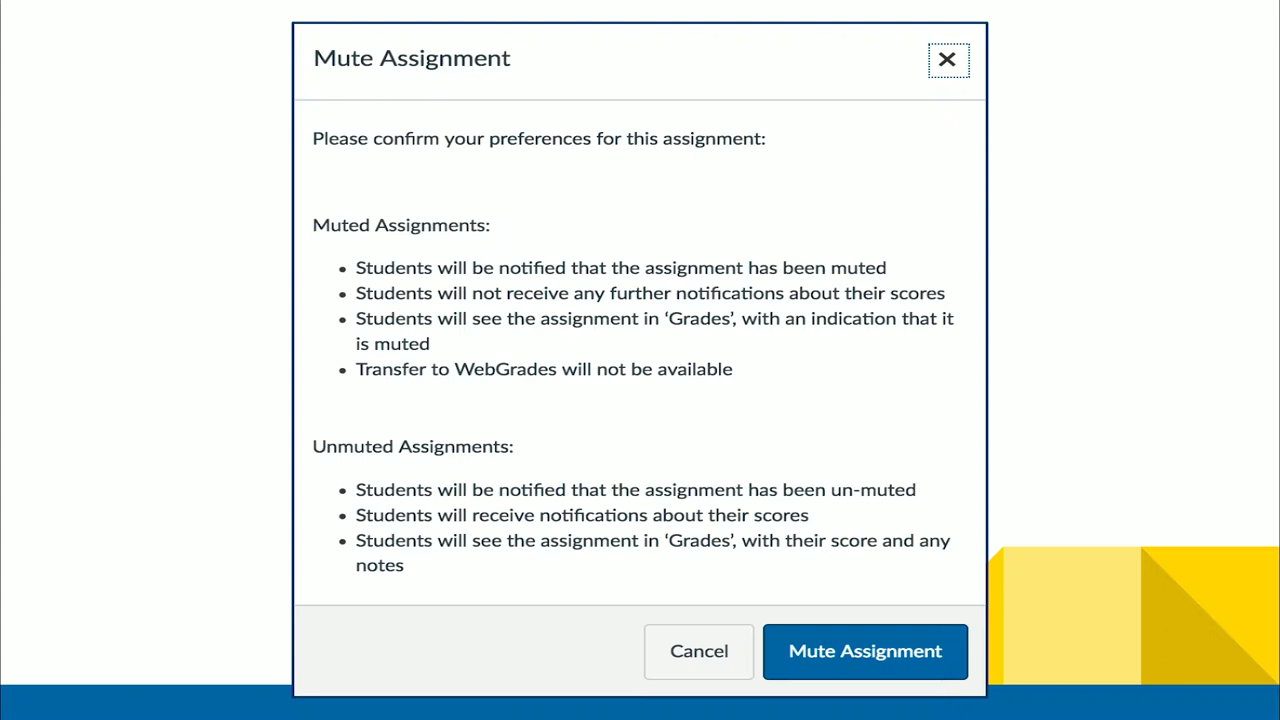 Mute Assignment
Please confirm your preferences for this assignment:
Muted Assignments:
• Students will be notified that the assignment has been muted
• Students will not receive any further notifications about their scores
• Students will see the assignment in ‘Grades’, with an indication that it
is muted
• Transfer to WebGrades will not be available
Unmuted Assignments:
• Students will be notified that the assignment has been un-muted
• Students will receive notifications about their scores
• Students will see the assignment in ‘Grades’, with their score and any
notes
Cancel
Mute Assignment